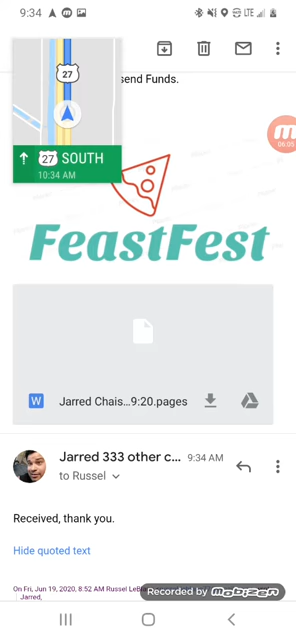 9:34
LTE
send Funds.
27
27 SOUTH
10:34 AM
06:05
FeastFest
W Jarred Chais...9:20.pages
Jarred 333 other c... 9:34 AM
to Russel
Received, thank you.
Hide quoted text
On Fri, Jun 19, 2020, 8:52 AM Russel LeBl
Recorded by mobizen
Jarred,